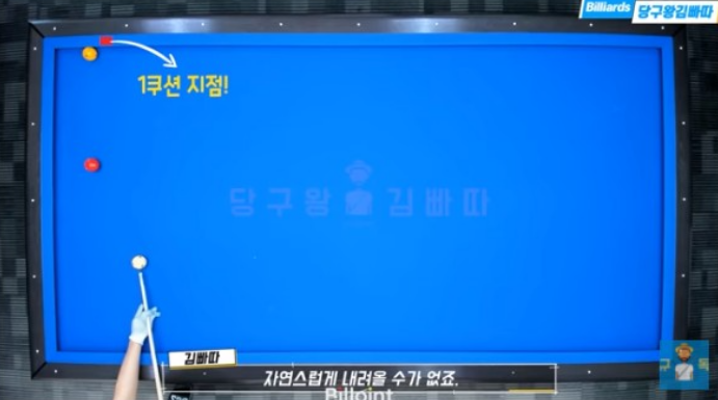 Billiards 당구왕김빠따
1쿠션 지점!
당구왕 김빠따
김빠따
자연스럽게 내려올 수가 없죠.
Billpoint